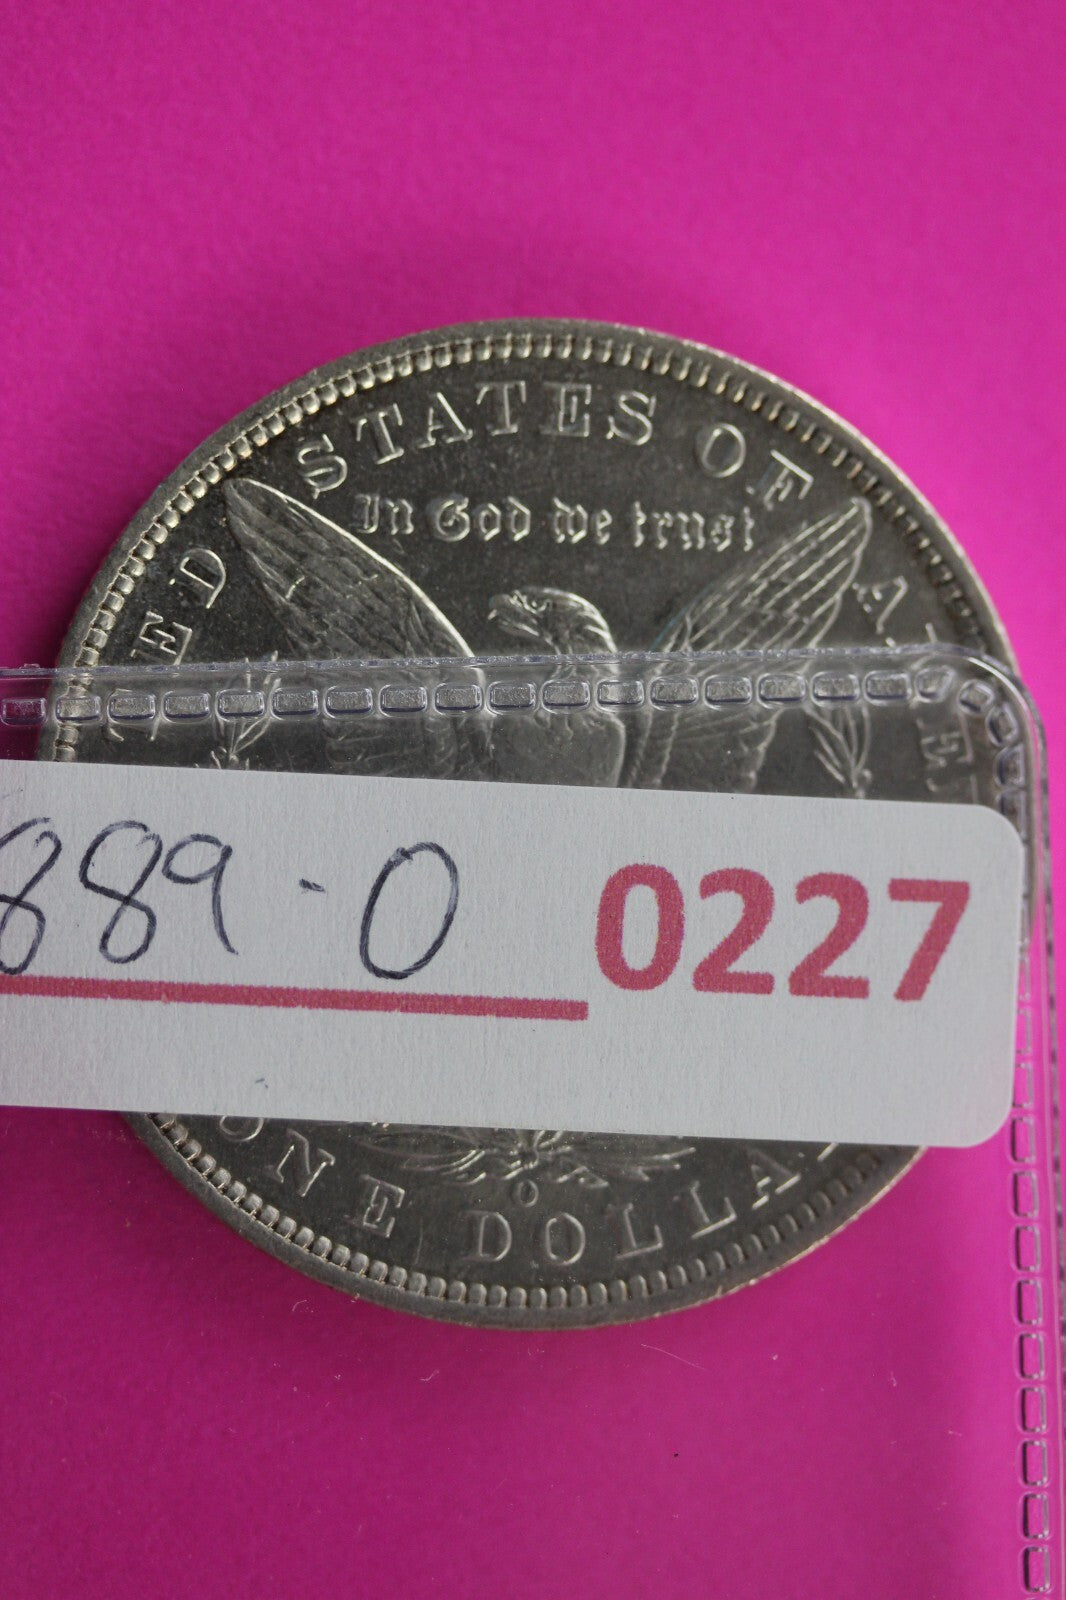 STATES OF A
In God we trust
ED
889-O 0227
O
ONE DOLLA